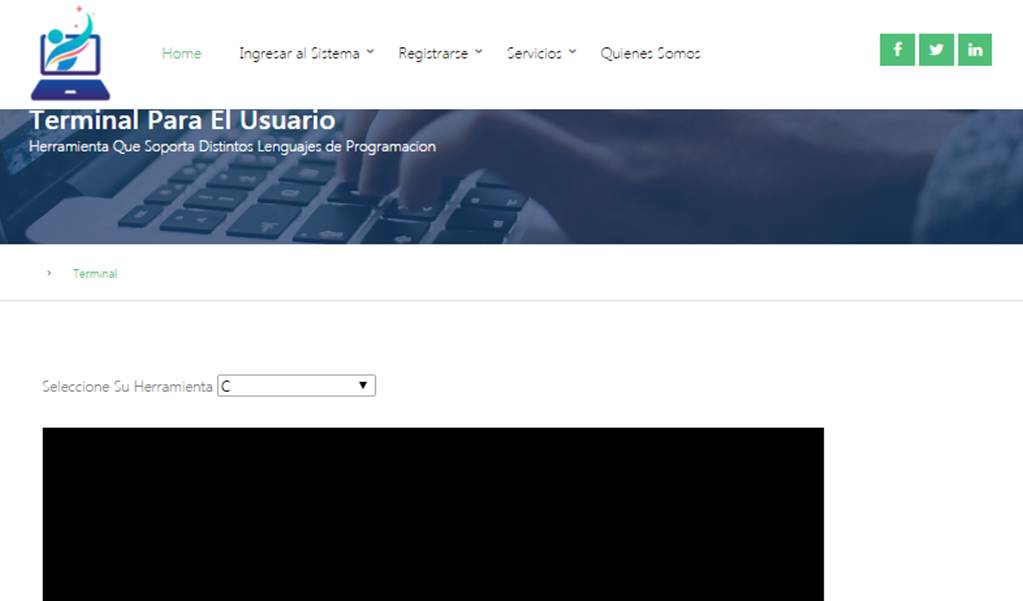 Home Ingresar al Sistema Registrarse Servicios Quienes Somos
Terminal Para El Usuario
Herramienta Que Soporta Distintos Lenguajes de Programacion
> Terminal
Seleccione Su Herramienta C